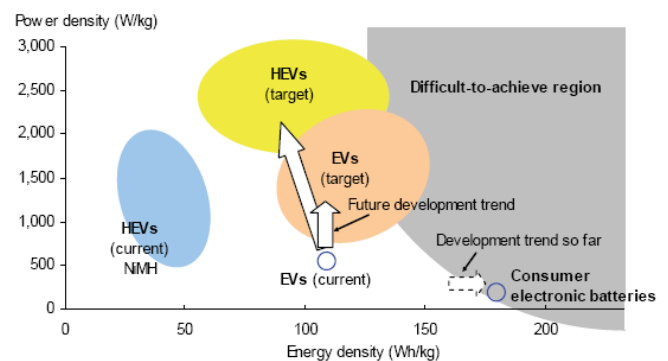 Power density (W/kg)
3,000
2,500
2,000
1,500
1,000
500
0
HEVs
(target)
Difficult-to-achieve region
EVs
(target)
Future development trend
HEVs
(current)
NiMH
Development trend so far
EVs (current)
Consumer
electronic batteries
0 50 100 150 200
Energy density (Wh/kg)